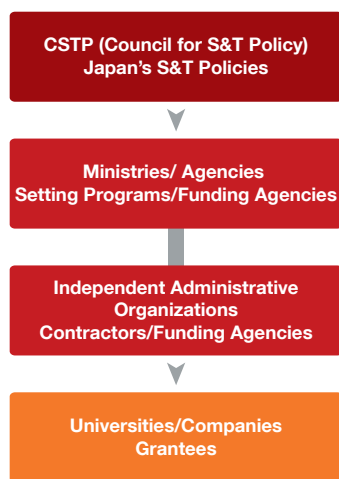 CSTP (Council for S&T Policy)
Japan's S&T Policies
Ministries/ Agencies
Setting Programs/Funding Agencies
Independent Administrative
Organizations
Contractors/Funding Agencies
Universities/Companies
Grantees